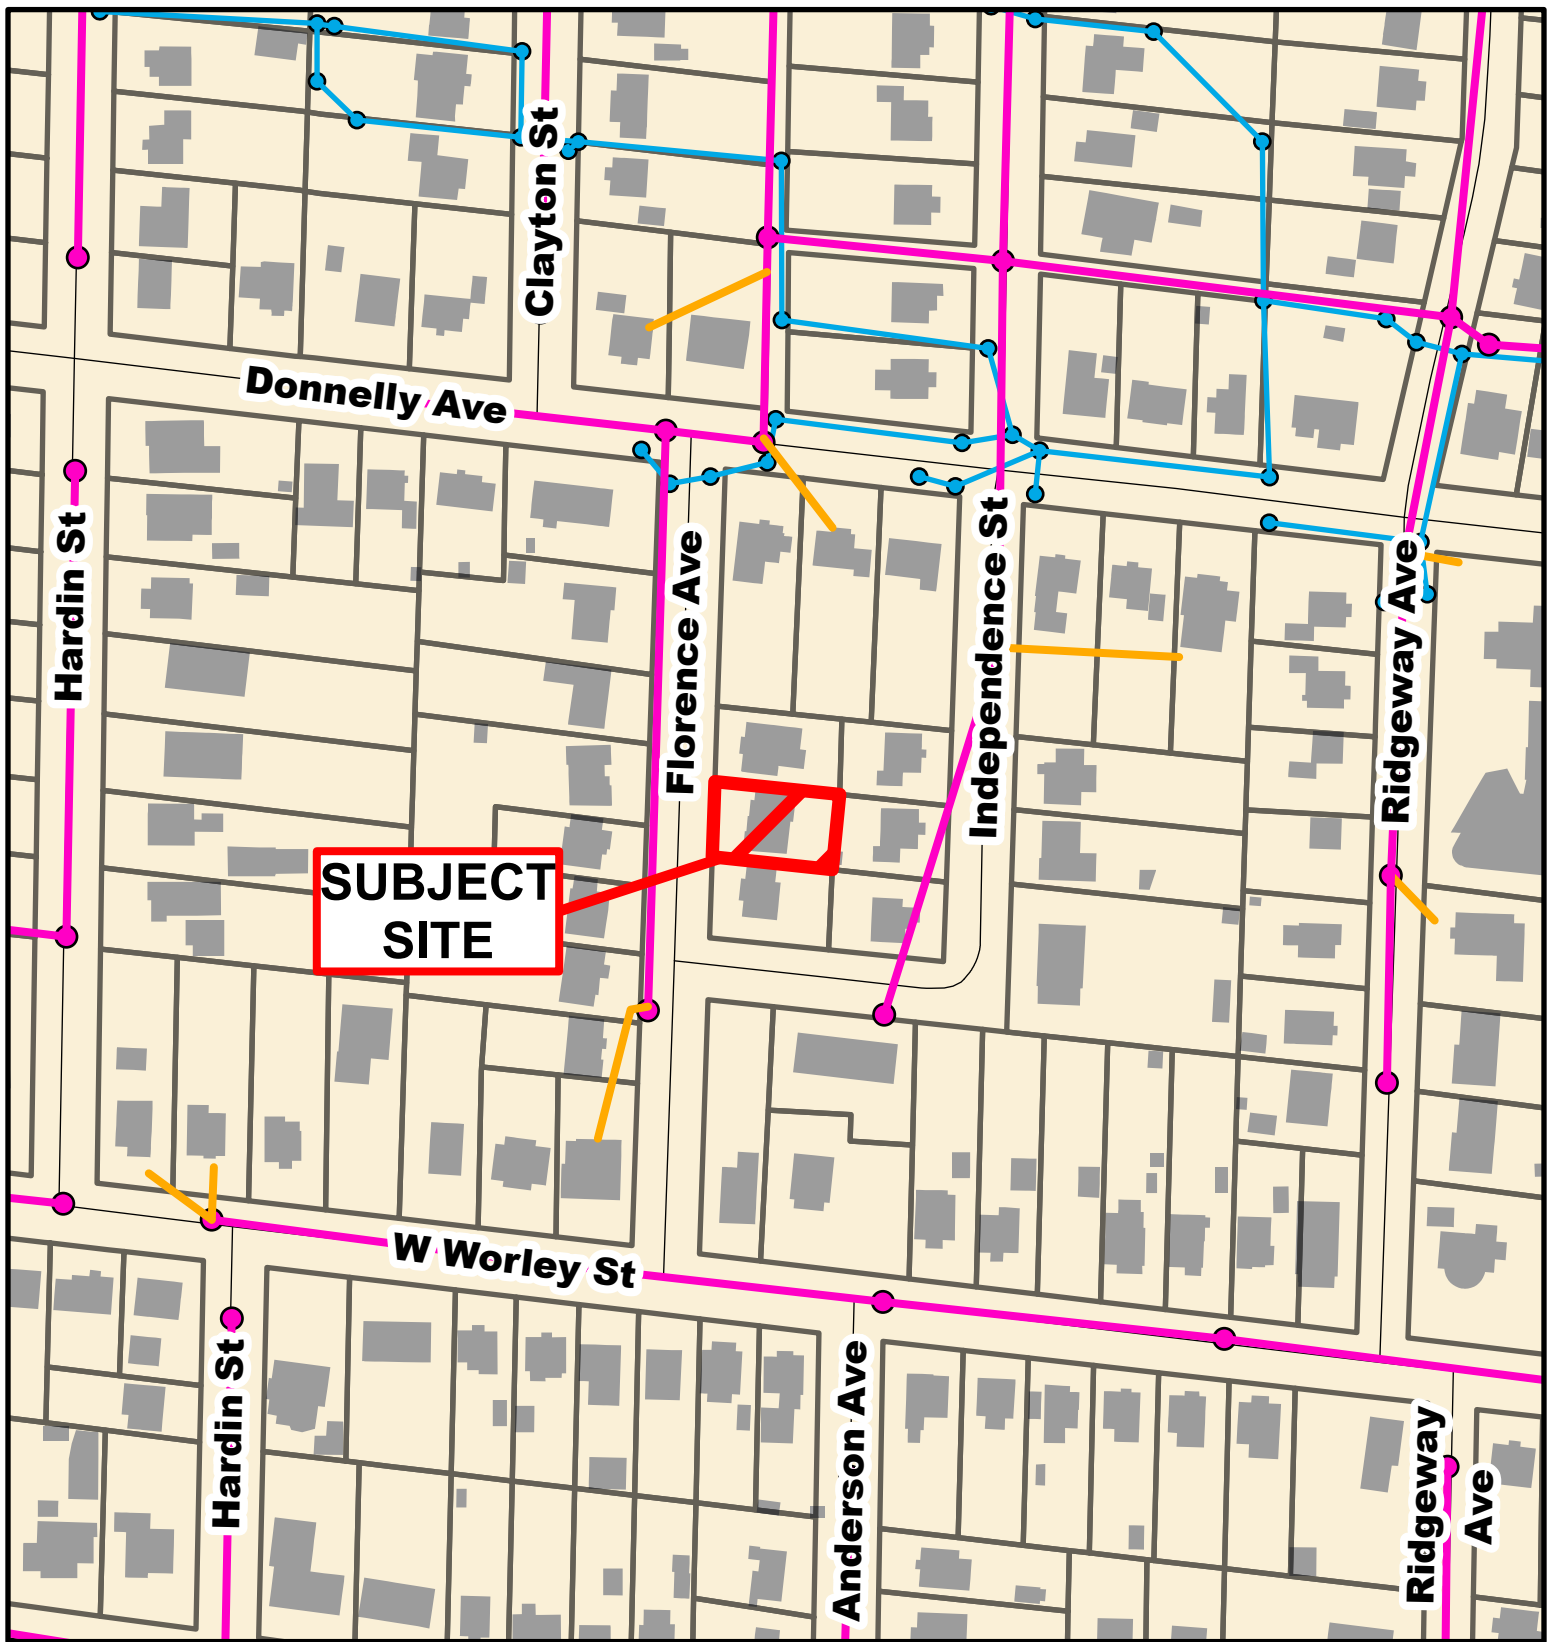 Clayton St
Donnelly Ave
Hardin St
Florence Ave
Independence St
Ridgeway Ave
SUBJECT
SITE
W Worley St
Hardin St
Anderson Ave
Ridgeway
Ave